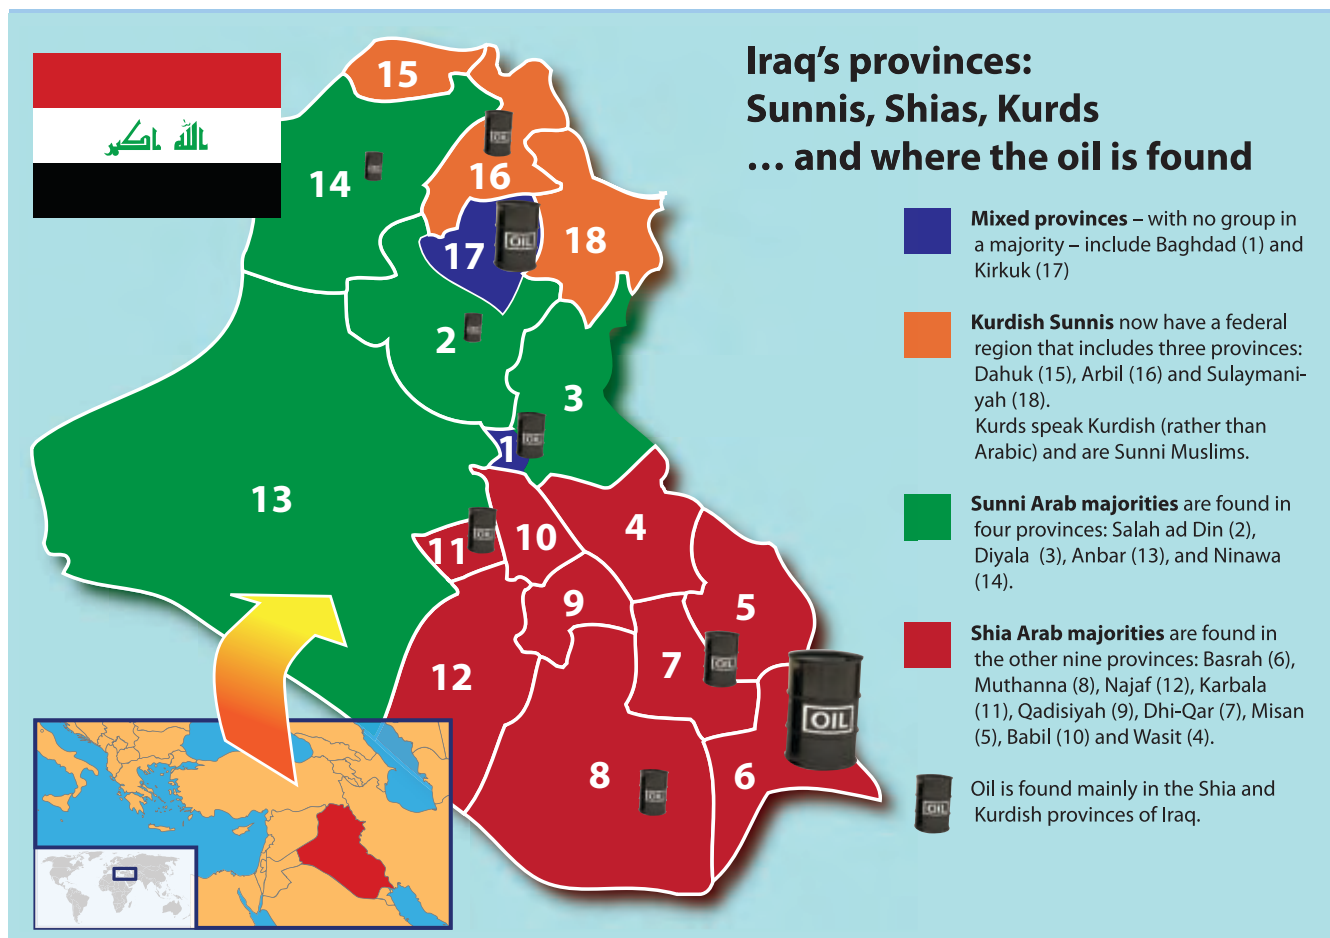 Iraq’s provinces:
Sunnis, Shias, Kurds
… and where the oil is found
الله اكبر
Mixed provinces – with no group in
a majority – include Baghdad (1) and
Kirkuk (17)
Kurdish Sunnis now have a federal
region that includes three provinces:
Dahuk (15), Arbil (16) and Sulaymani-
yah (18).
Kurds speak Kurdish (rather than
Arabic) and are Sunni Muslims.
Sunni Arab majorities are found in
four provinces: Salah ad Din (2),
Diyala (3), Anbar (13), and Ninawa
(14).
Shia Arab majorities are found in
the other nine provinces: Basrah (6),
Muthanna (8), Najaf (12), Karbala
(11), Qadisiyah (9), Dhi-Qar (7), Misan
(5), Babil (10) and Wasit (4).
OIL
Oil is found mainly in the Shia and
Kurdish provinces of Iraq.
15
OIL
14
OIL
16
OIL
17
18
2
OIL
3
OIL
1
13
OIL
11
10
4
9
5
7
OIL
12
OIL
8
OIL
6